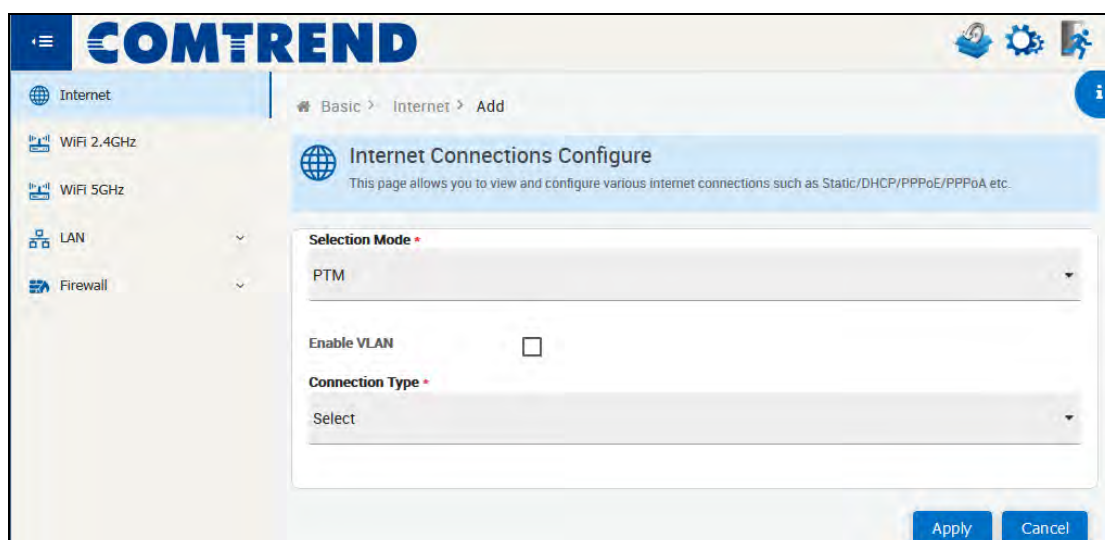 COMTREND
Internet
WiFi 2.4GHz
WiFi 5GHz
LAN
Firewall
Basic > Internet > Add
i
Internet Connections Configure
This page allows you to view and configure various internet connections such as Static/DHCP/PPPoE/PPPoA etc.
Selection Mode *
PTM
Enable VLAN
Connection Type *
Select
Apply Cancel